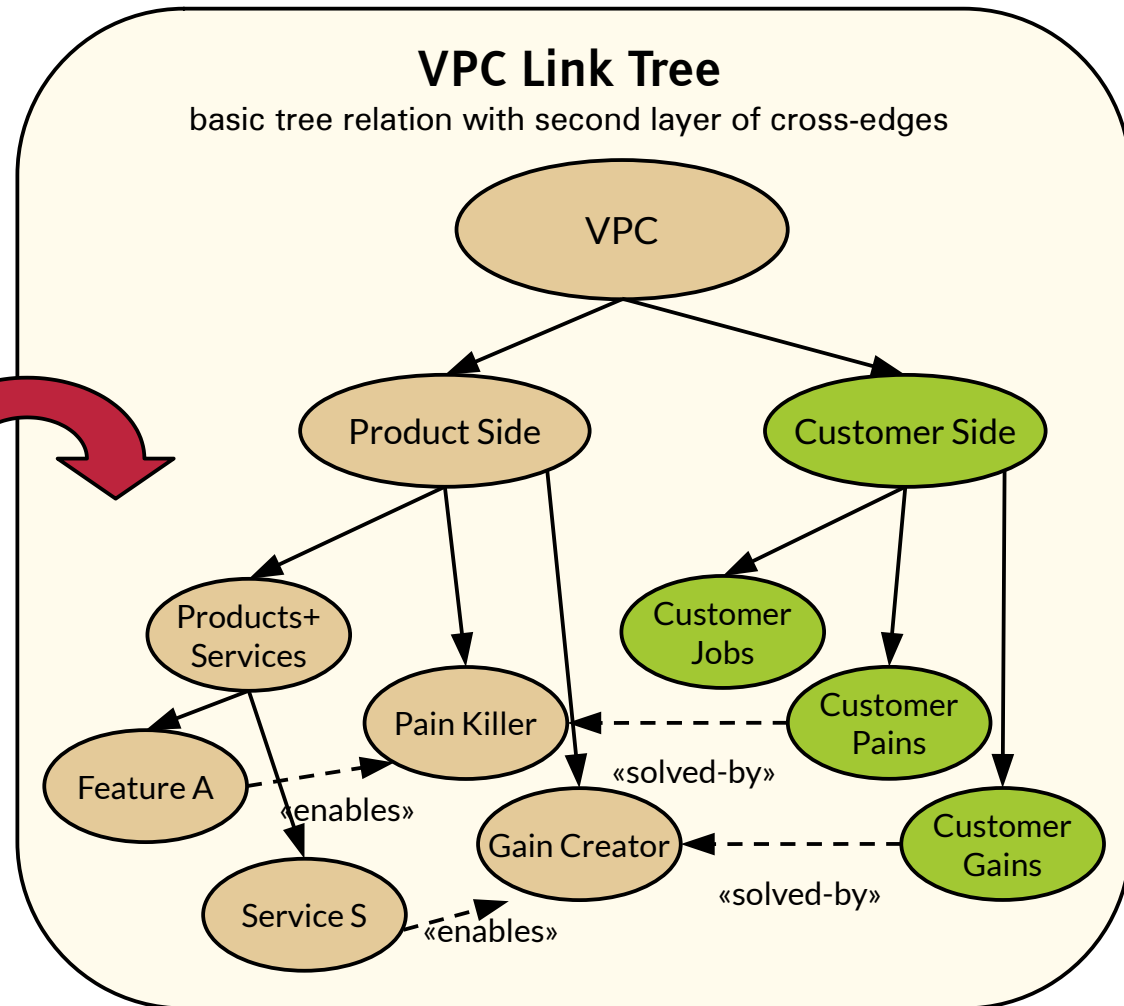 VPC Link Tree
basic tree relation with second layer of cross-edges
VPC
Product Side
Customer Side
Products+
Services
Customer
Jobs
Pain Killer
Customer
Pains
Feature A
«solved-by»
«enables»
Gain Creator
Customer
Gains
«solved-by»
Service S
«enables»